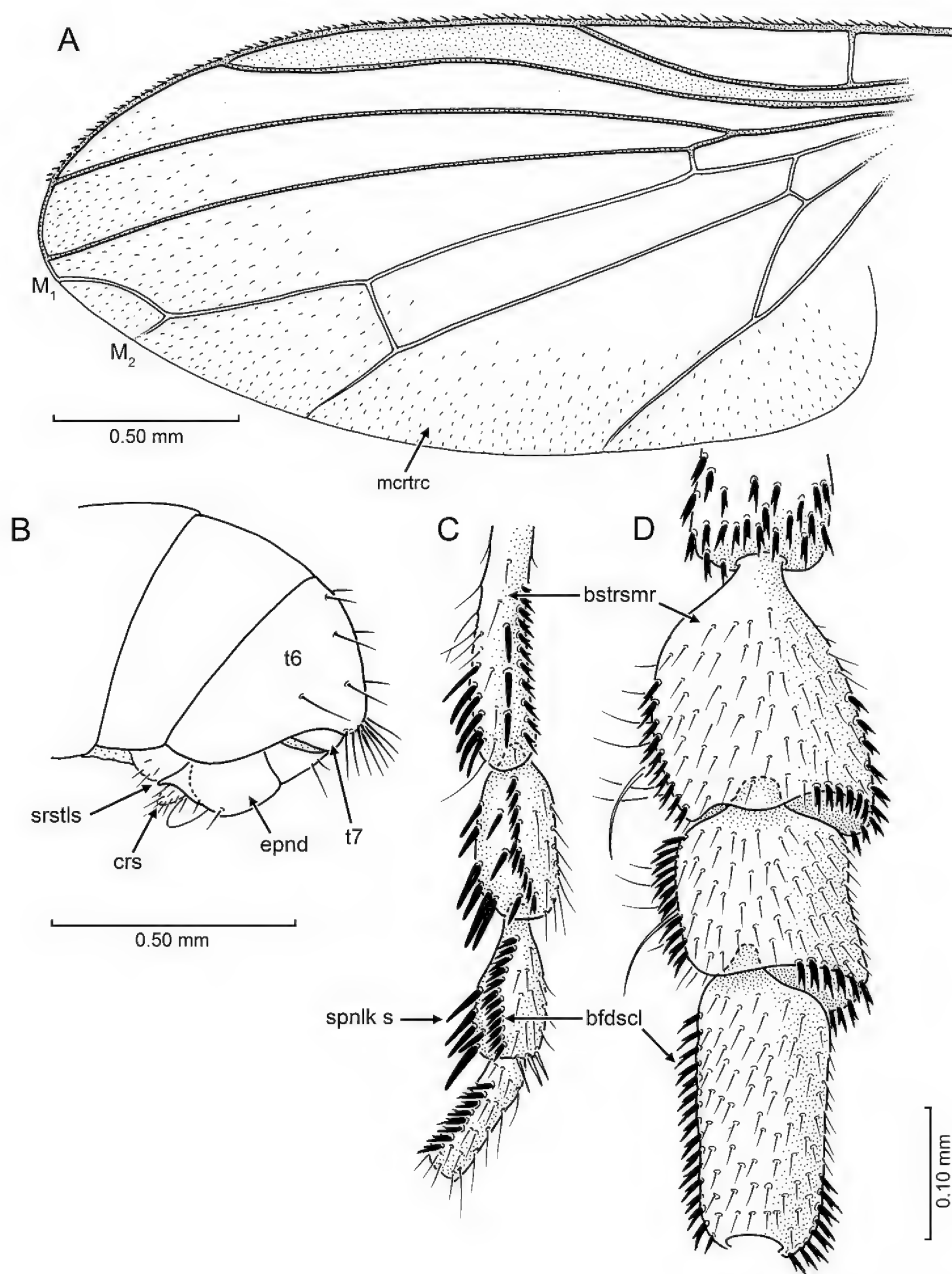 A
M1
M2
0.50 mm
mcrtrc
B
C
D
bstrsmr
t6
srstls
crs
epnd
t7
0.50 mm
spnlk s
bfdscl
0.10 mm